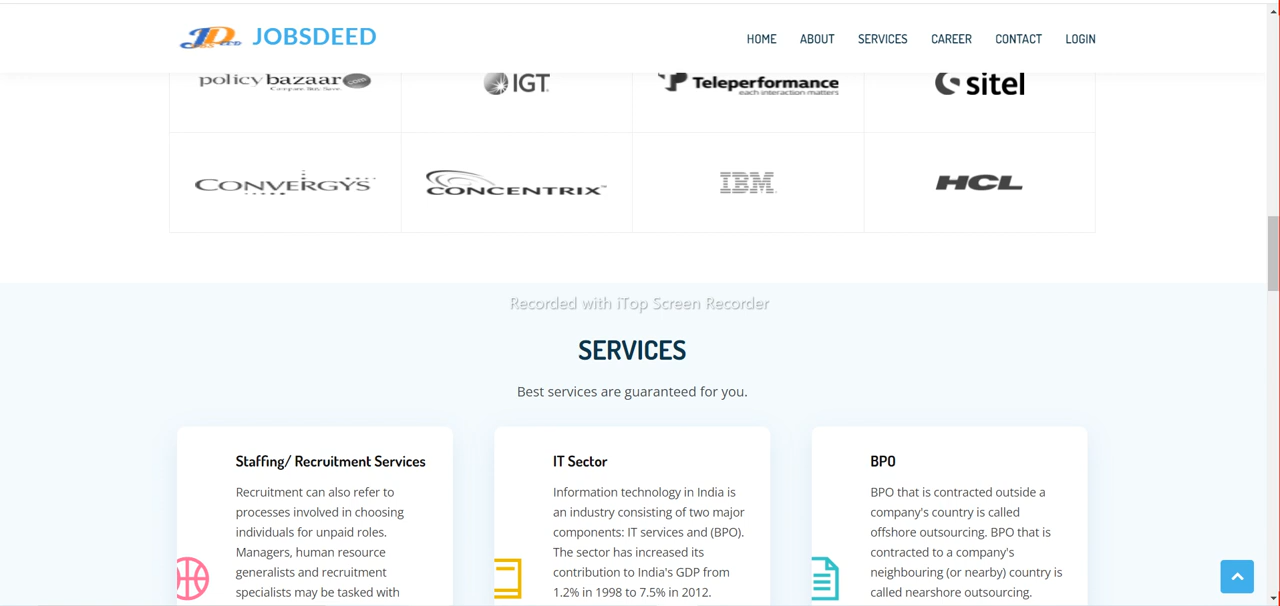 JOBSDEED
HOME ABOUT SERVICES CAREER CONTACT LOGIN
policybazaar.com IGT Teleperformance sitel
Compare. Buy. Save. each interaction matters
CONVERGYS CONCENTRIX IBM HCL
Recorded with iTop Screen Recorder
SERVICES
Best services are guaranteed for you.
Staffing/ Recruitment Services
Recruitment can also refer to
processes involved in choosing
individuals for unpaid roles.
Managers, human resource
generalists and recruitment
specialists may be tasked with
IT Sector
Information technology in India is
an industry consisting of two major
components: IT services and (BPO).
The sector has increased its
contribution to India's GDP from
1.2% in 1998 to 7.5% in 2012.
BPO
BPO that is contracted outside a
company's country is called
offshore outsourcing. BPO that is
contracted to a company's
neighbouring (or nearby) country is
called nearshore outsourcing.